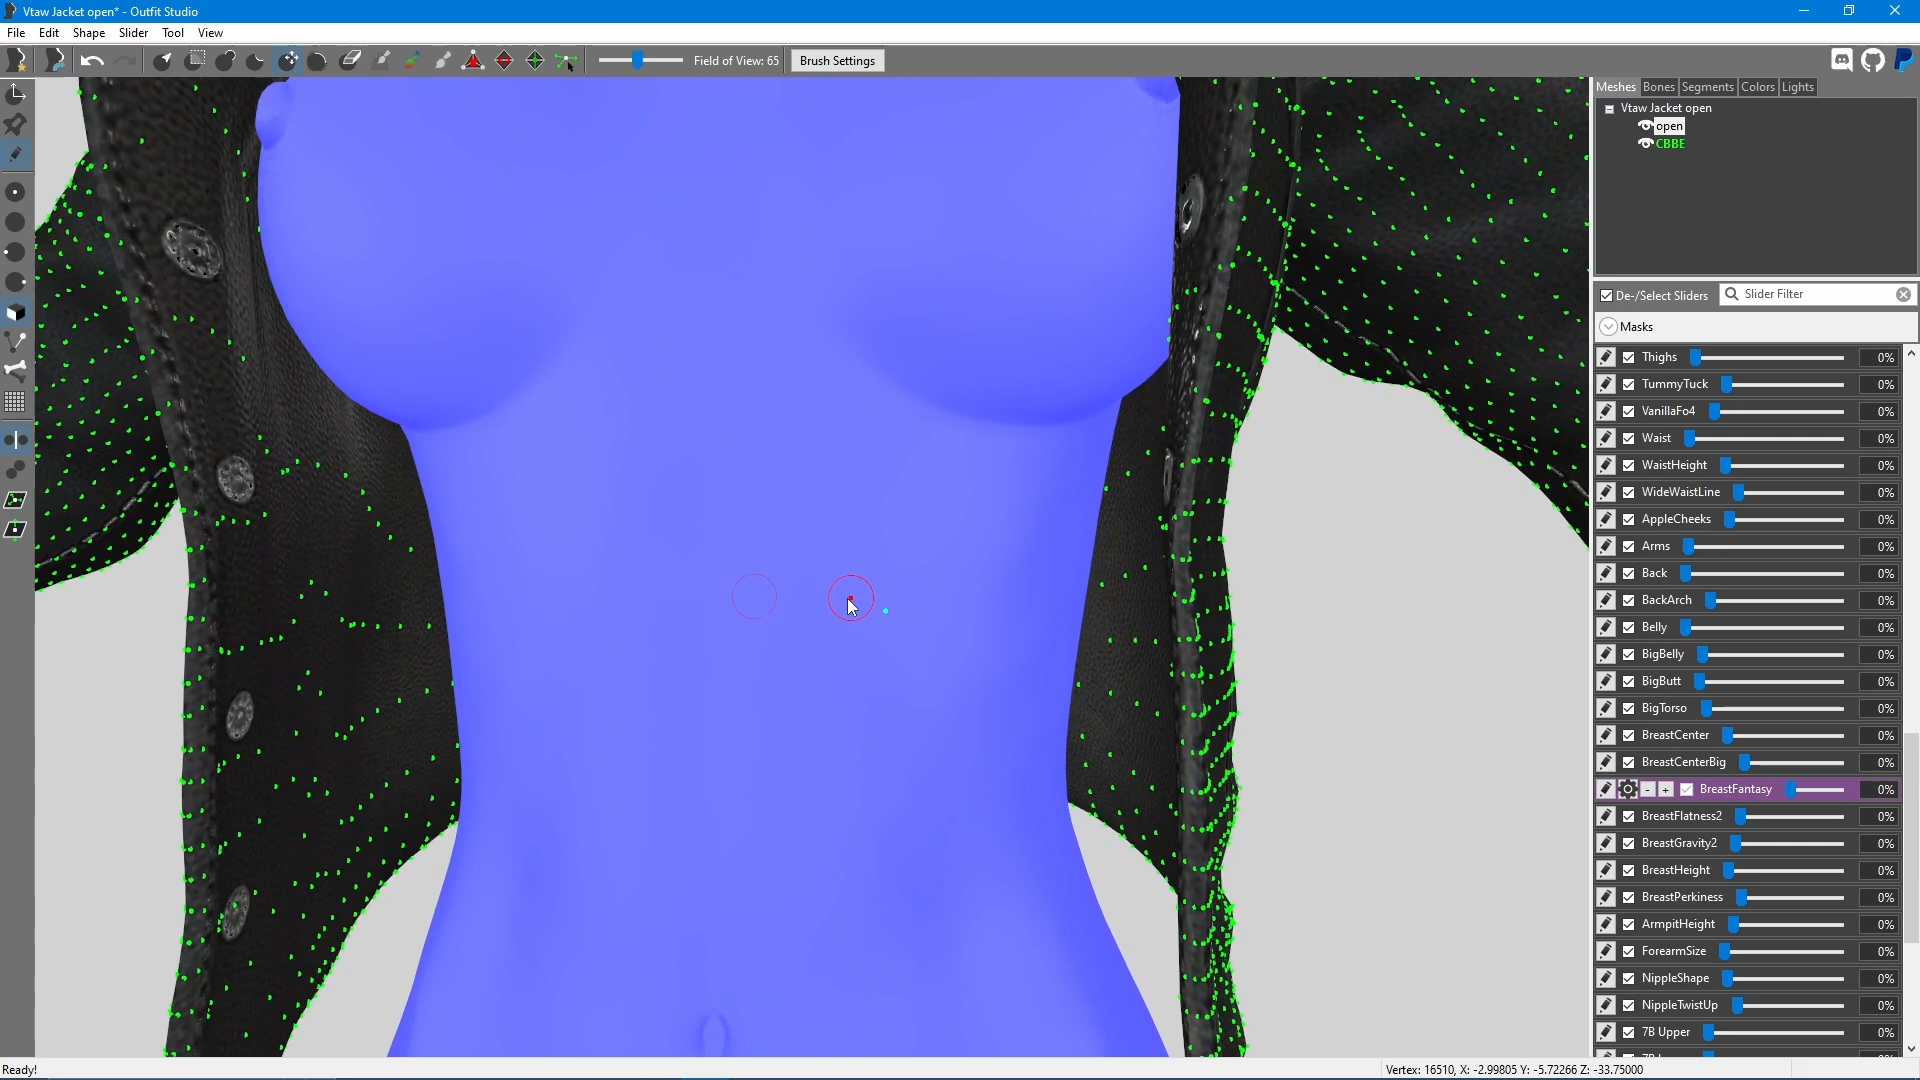 Vtaw Jacket open* - Outfit Studio
File Edit Shape Slider Tool View
Field of View: 65 Brush Settings
Meshes Bones Segments Colors Lights
Vtaw Jacket open
open
CBBE
De-/Select Sliders Slider Filter
Masks
Thighs 0%
TummyTuck 0%
VanillaFo4 0%
Waist 0%
WaistHeight 0%
WideWaistLine 0%
AppleCheeks 0%
Arms 0%
Back 0%
BackArch 0%
Belly 0%
BigBelly 0%
BigButt 0%
BigTorso 0%
BreastCenter 0%
BreastCenterBig 0%
- + BreastFantasy 0%
BreastFlatness2 0%
BreastGravity2 0%
BreastHeight 0%
BreastPerkiness 0%
ArmpitHeight 0%
ForearmSize 0%
NippleShape 0%
NippleTwistUp 0%
7B Upper 0%
Ready! Vertex: 16510, X: -2.99805 Y: -5.72266 Z: -33.75000